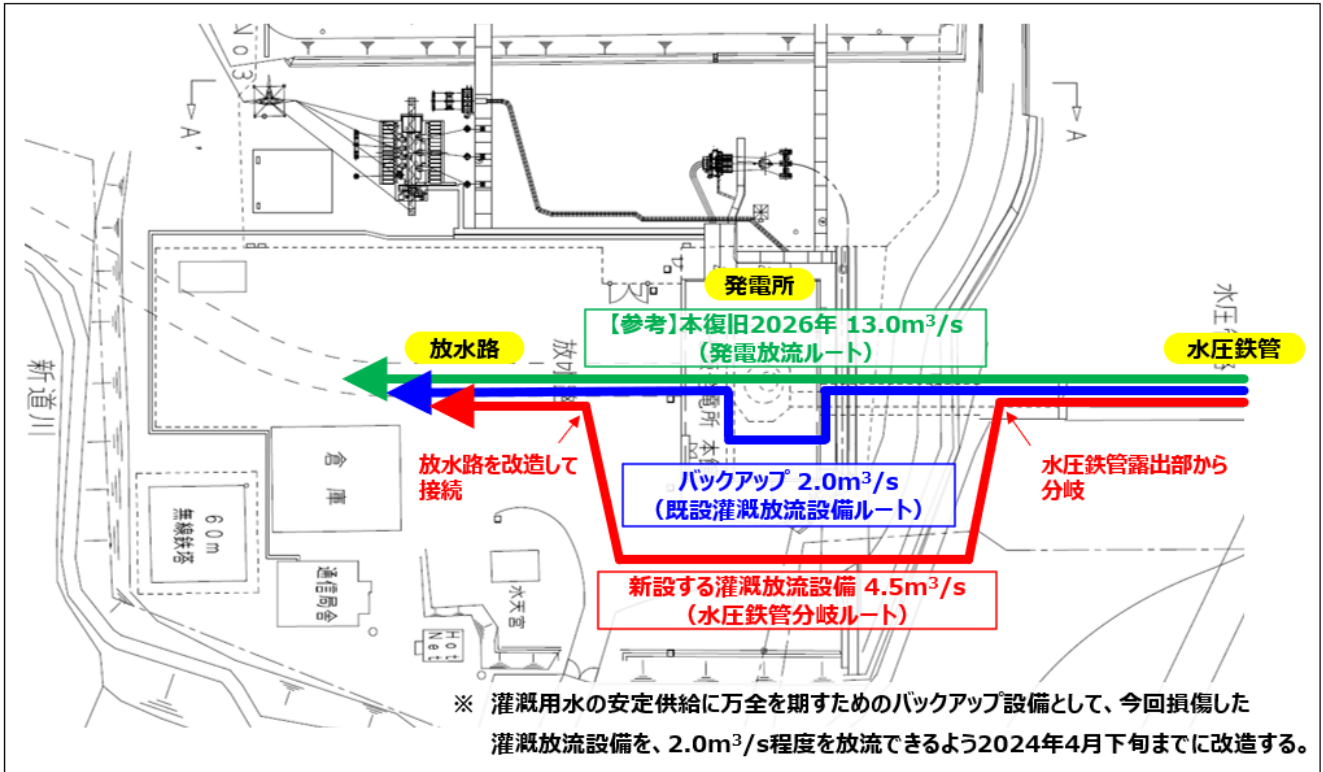 No3
A'
A
発電所
【参考】本復旧2026年 13.0m³/s
（発電放流ルート）
放水路
水圧鉄管
新道川
放水路を改造して
接続
水圧鉄管露出部から
分岐
バックアップ 2.0m³/s
（既設灌漑放流設備ルート）
倉庫
60m
無線鉄塔
新設する灌漑放流設備 4.5m³/s
（水圧鉄管分岐ルート）
通信局舎
水天宮
Hot
Net
※ 灌漑用水の安定供給に万全を期すためのバックアップ設備として、今回損傷した
灌漑放流設備を、2.0m³/s程度を放流できるよう2024年4月下旬までに改造する。